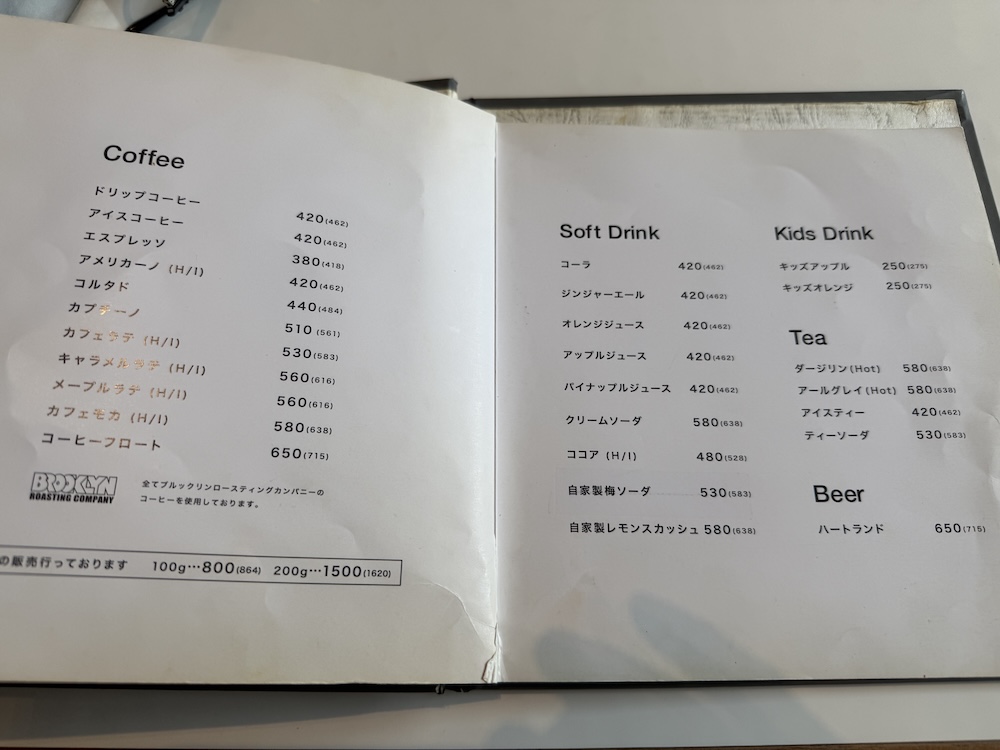 Coffee
ドリップコーヒー 420(462)
アイスコーヒー 420(462)
エスプレッソ 380(418)
アメリカーノ (H/I) 420(462)
コルタド 440(484)
カプチーノ 510 (561)
カフェラテ (H/I) 530(583)
キャラメルラテ (H/I) 560(616)
メープルラテ (H/I) 560(616)
カフェモカ (H/I) 580(638)
コーヒーフロート 650(715)
BROOKLYN
ROASTING COMPANY
全てブルックリンロースティングカンパニーの
コーヒーを使用しております。
の販売行っております 100g…800(864) 200g…1500(1620)
Soft Drink
コーラ 420(462)
ジンジャーエール 420(462)
オレンジジュース 420(462)
アップルジュース 420(462)
パイナップルジュース 420(462)
クリームソーダ 580(638)
ココア (H/I) 480(528)
自家製梅ソーダ 530(583)
自家製レモンスカッシュ 580(638)
Kids Drink
キッズアップル 250(275)
キッズオレンジ 250(275)
Tea
ダージリン(Hot) 580(638)
アールグレイ(Hot) 580(638)
アイスティー 420(462)
ティーソーダ 530(583)
Beer
ハートランド 650(715)